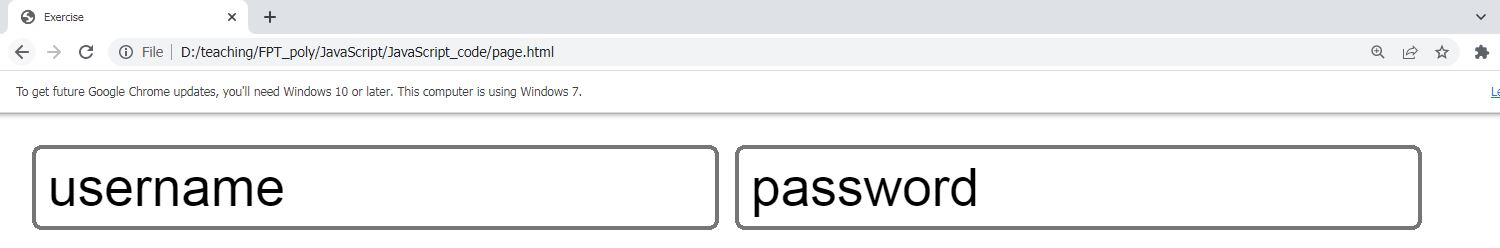 Exercise
File D:/teaching/FPT_poly/JavaScript/JavaScript_code/page.html
To get future Google Chrome updates, you'll need Windows 10 or later. This computer is using Windows 7. Le
username password